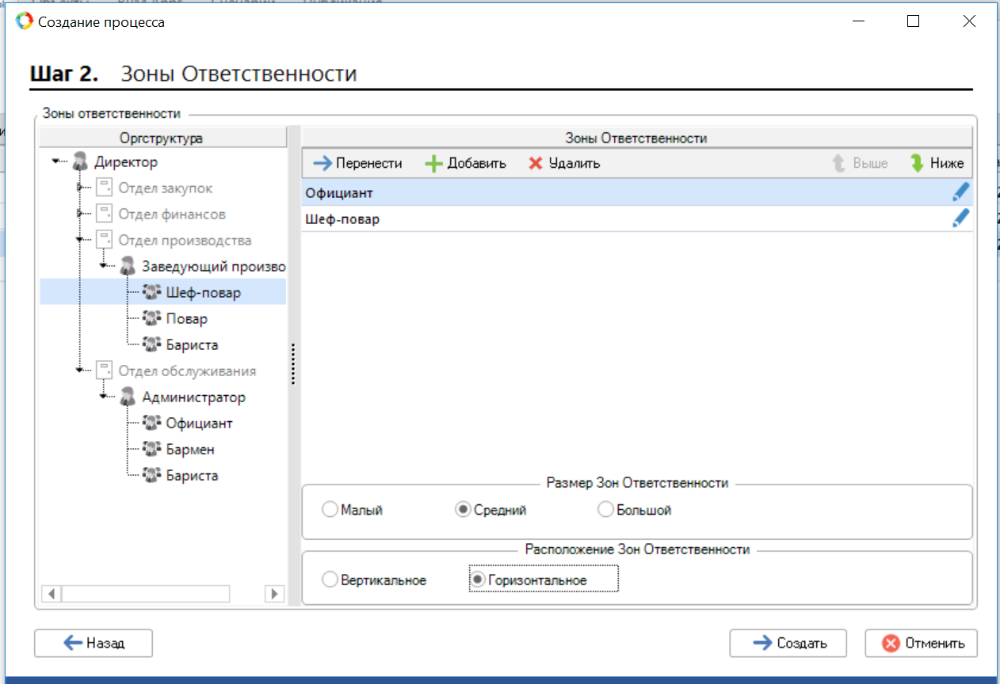 Создание процесса
Шаг 2. Зоны Ответственности
Зоны ответственности
Оргструктура
Зоны Ответственности
Директор
Перенести Добавить Удалить Выше Ниже
Отдел закупок
Официант
Отдел финансов
Шеф-повар
Отдел производства
Заведующий произво
Шеф-повар
Повар
Бариста
Отдел обслуживания
Администратор
Официант
Бармен
Бариста
Размер Зон Ответственности
Малый Средний Большой
Расположение Зон Ответственности
Вертикальное Горизонтальное
Назад Создать Отменить